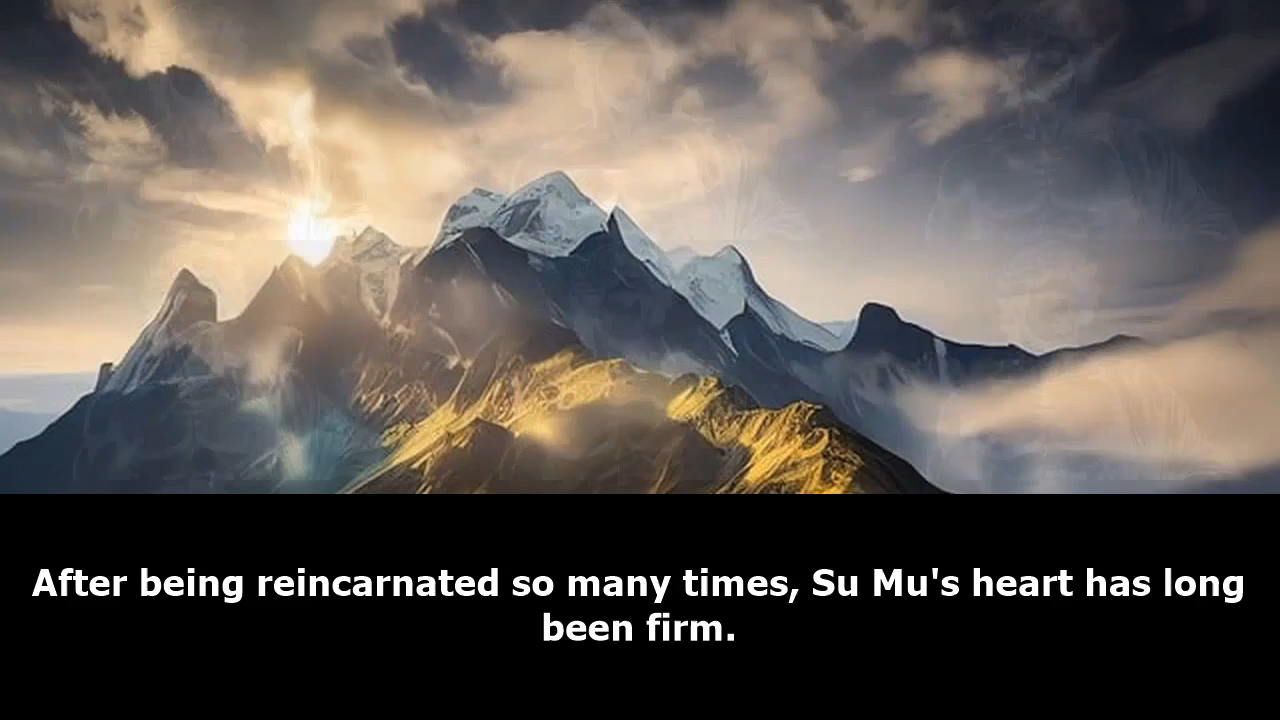 After being reincarnated so many times, Su Mu's heart has long
been firm.